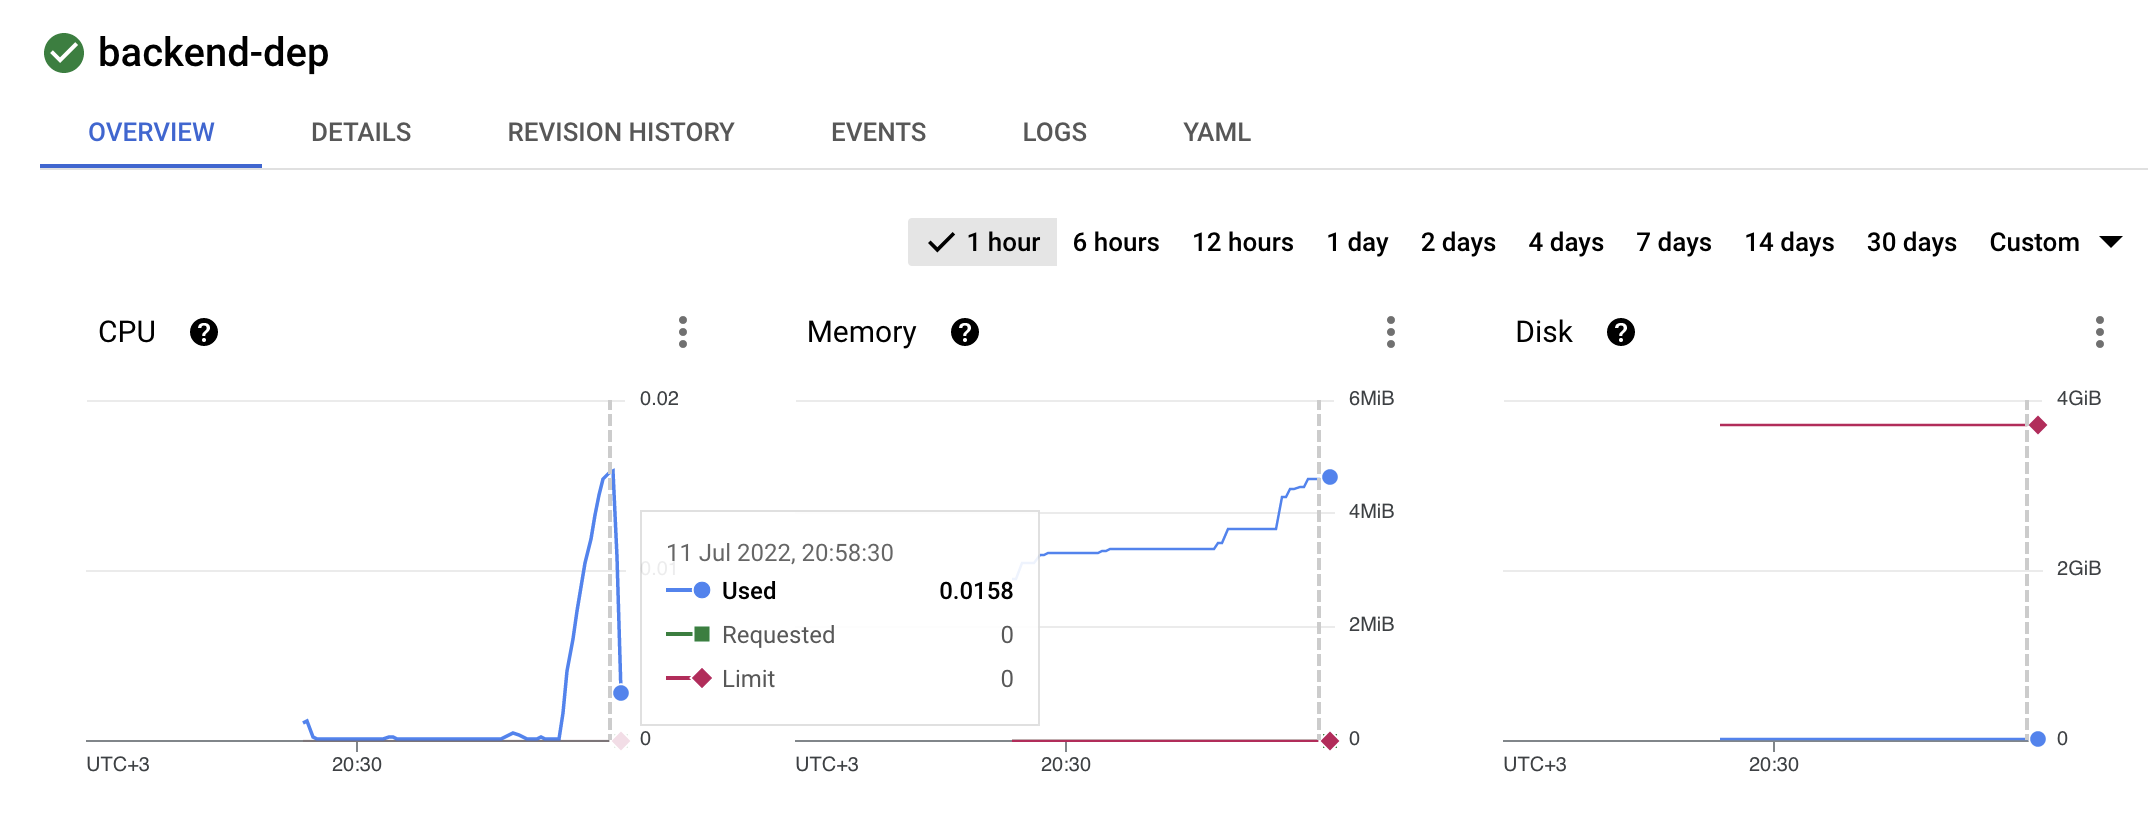 backend-dep
OVERVIEW DETAILS REVISION HISTORY EVENTS LOGS YAML
1 hour 6 hours 12 hours 1 day 2 days 4 days 7 days 14 days 30 days Custom
CPU ?
0.02
0.01
0
UTC+3 20:30
11 Jul 2022, 20:58:30
Used 0.0158
Requested 0
Limit 0
Memory ?
6MiB
4MiB
2MiB
0
UTC+3 20:30
Disk ?
4GiB
2GiB
0
UTC+3 20:30